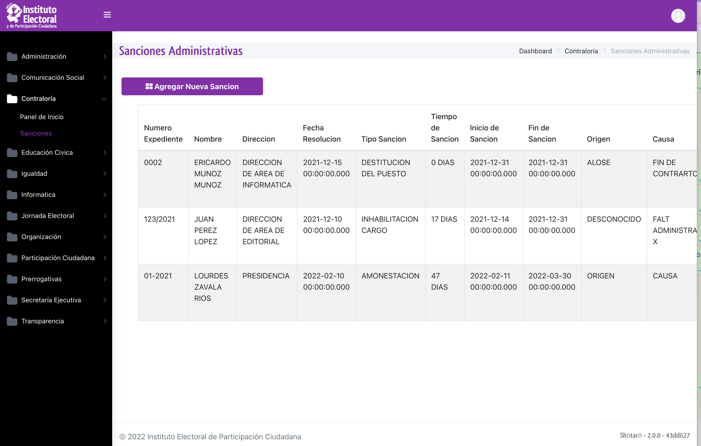 Instituto
Electoral
y de Participación Ciudadana
Administración
Comunicación Social
Contraloría
Panel de Inicio
Sanciones
Educación Civica
Igualdad
Informatica
Jornada Electoral
Organización
Participación Ciudadana
Prerrogativas
Secretaría Ejecutiva
Transparencia
Sanciones Administrativas
Dashboard Contraloria Sanciones Administrativas
Agregar Nueva Sancion
Numero Expediente Nombre Direccion Fecha Resolucion Tipo Sancion Tiempo de Sancion Inicio de Sancion Fin de Sancion Origen Causa
0002 ERICARDO MUNOZ MUNOZ DIRECCION DE AREA DE INFORMATICA 2021-12-15 00:00:00.000 DESTITUCION DEL PUESTO 0 DIAS 2021-12-31 00:00:00.000 2021-12-31 00:00:00.000 ALOSE FIN DE CONTRARTO
123/2021 JUAN PEREZ LOPEZ DIRECCION DE AREA DE EDITORIAL 2021-12-10 00:00:00.000 INHABILITACION CARGO 17 DIAS 2021-12-14 00:00:00.000 2021-12-31 00:00:00.000 DESCONOCIDO FALT ADMINISTRA X
01-2021 LOURDES ZAVALA RIOS PRESIDENCIA 2022-02-10 00:00:00.000 AMONESTACION 47 DIAS 2022-02-11 00:00:00.000 2022-03-30 00:00:00.000 ORIGEN CAUSA
© 2022 Instituto Electoral de Participación Ciudadana
Shōtarō - 2.0.0 - 43dd627